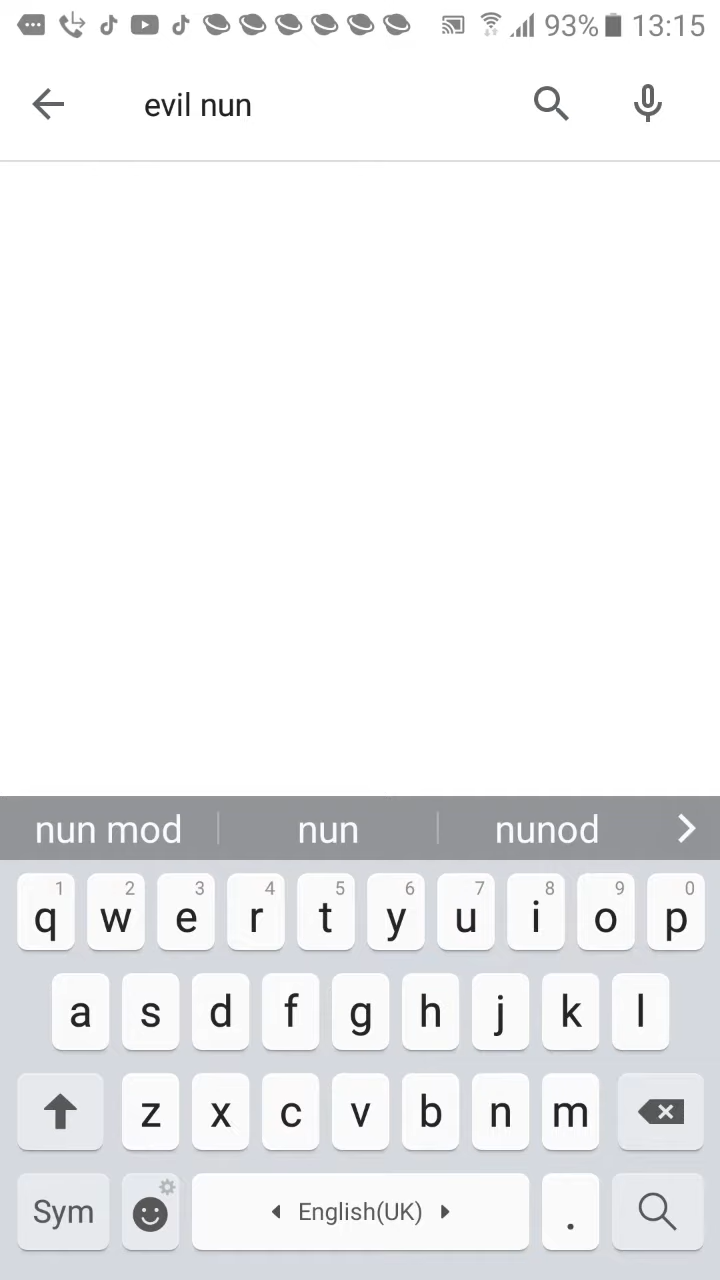 93% 13:15
evil nun
nun mod nun nunod
1 2 3 4 5 6 7 8 9 0
q w e r t y u i o p
a s d f g h j k l
z x c v b n m
Sym English(UK) .